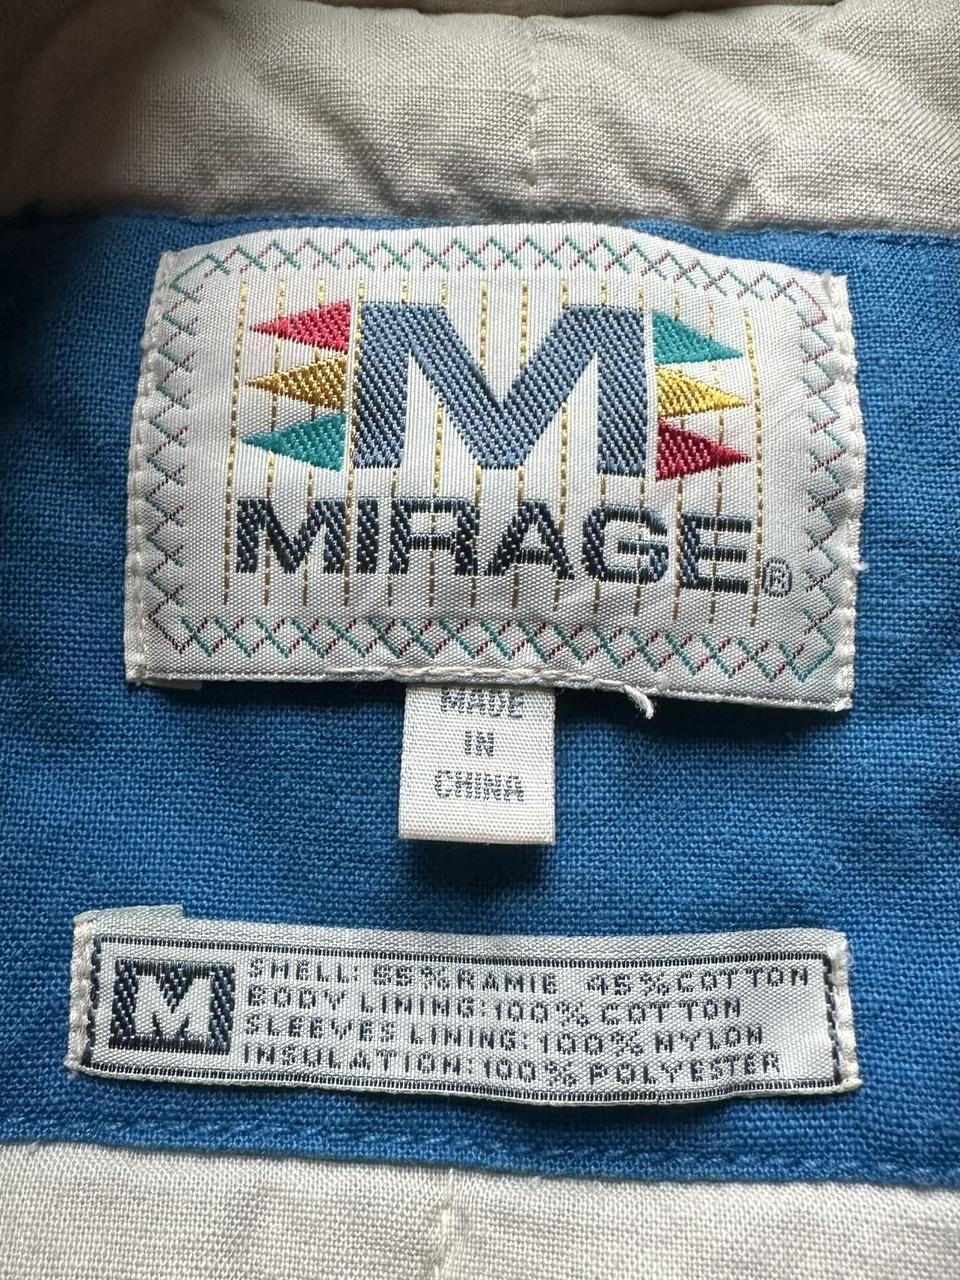 M
MIRAGE®
MADE
IN
CHINA
M
SHELL: 55% RAMIE 45% COTTON
BODY LINING: 100% COTTON
SLEEVES LINING: 100% NYLON
INSULATION: 100% POLYESTER